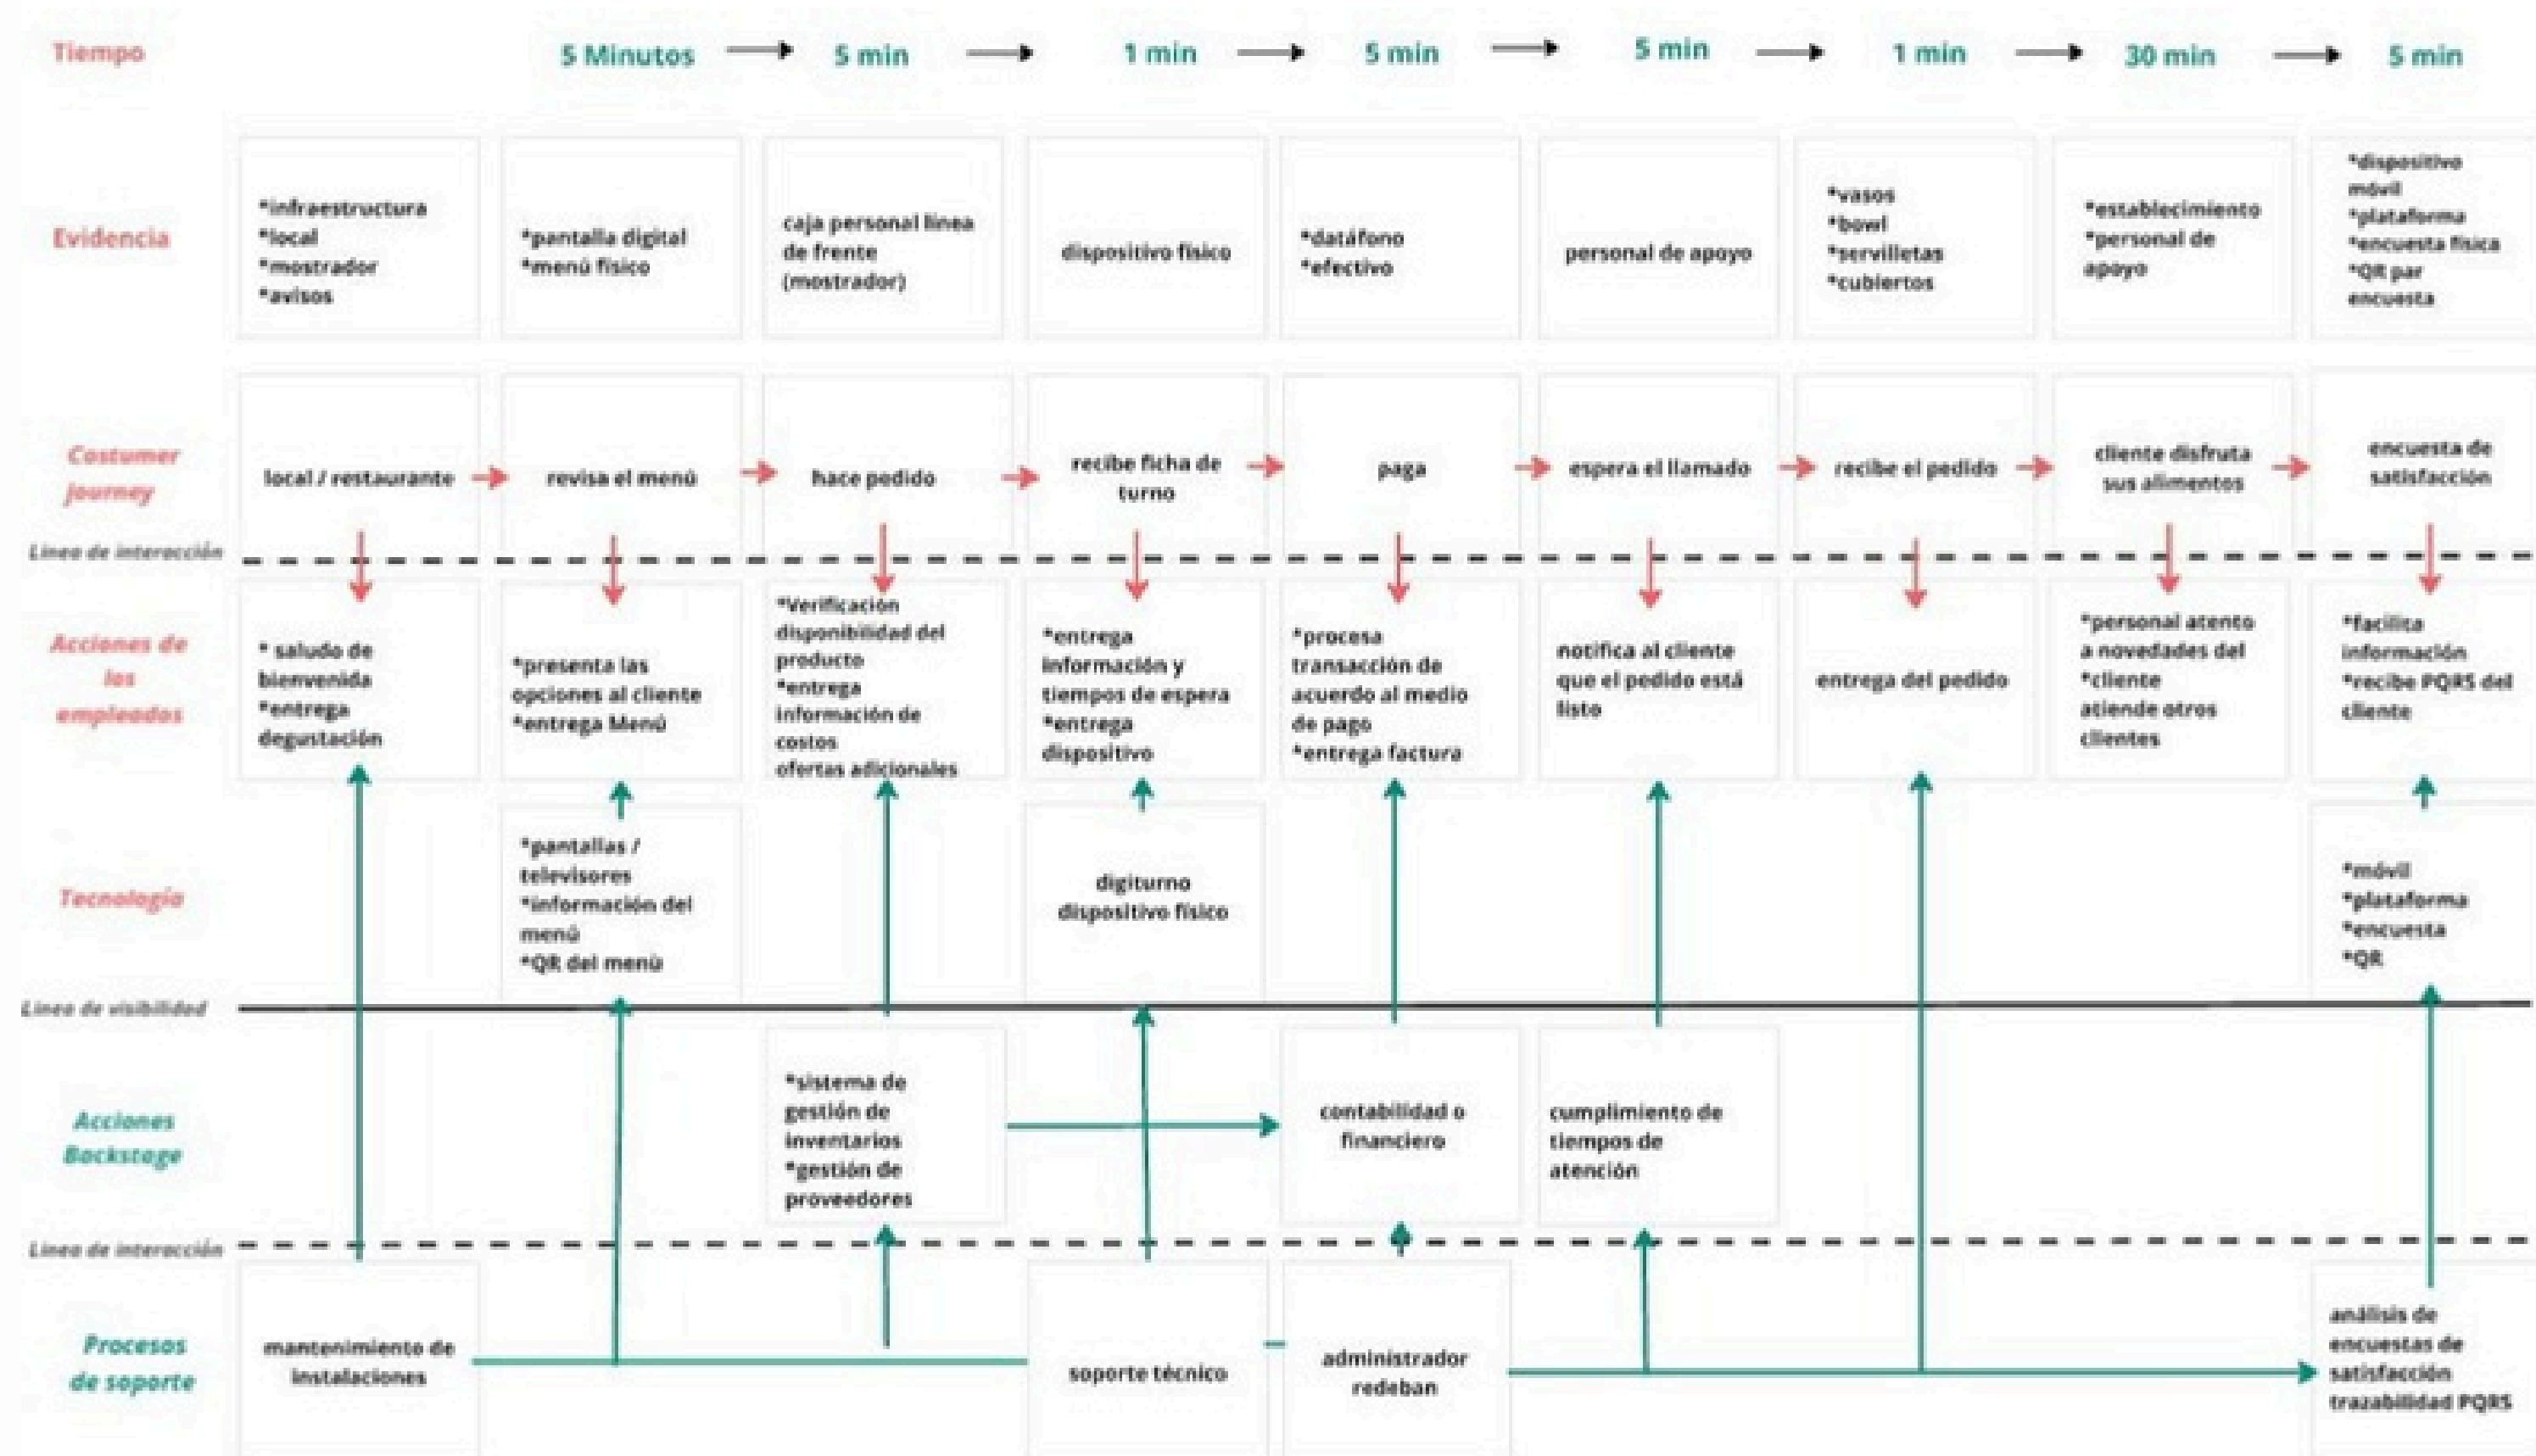 Tiempo
5 Minutos
5 min
1 min
5 min
5 min
1 min
30 min
5 min
Evidencia
*infraestructura
*local
*mostrador
*avisos
*pantalla digital
*menú físico
caja personal línea
de frente
(mostrador)
dispositivo físico
*datáfono
*efectivo
personal de apoyo
*vasos
*bowl
*servilletas
*cubiertos
*establecimiento
*personal de
apoyo
*dispositivo
móvil
*plataforma
*encuesta física
*QR par
encuesta
Costumer
Journey
local / restaurante
revisa el menú
hace pedido
recibe ficha de
turno
paga
espera el llamado
recibe el pedido
cliente disfruta
sus alimentos
encuesta de
satisfacción
Línea de interacción
Acciones de
los
empleados
* saludo de
bienvenida
*entrega
degustación
*presenta las
opciones al cliente
*entrega Menú
*Verificación
disponibilidad del
producto
*entrega
información de
costos
ofertas adicionales
*entrega
información y
tiempos de espera
*entrega
dispositivo
*procesa
transacción de
acuerdo al medio
de pago
*entrega factura
notifica al cliente
que el pedido está
listo
entrega del pedido
*personal atento
a novedades del
*cliente
atiende otros
clientes
*facilita
información
*recibe PQRS del
cliente
Tecnología
*pantallas /
televisores
*información del
menú
*QR del menú
digiturno
dispositivo físico
*móvil
*plataforma
*encuesta
*QR
Línea de visibilidad
Acciones
Backstage
*sistema de
gestión de
inventarios
*gestión de
proveedores
contabilidad o
financiero
cumplimiento de
tiempos de
atención
Línea de interacción
Procesos
de soporte
mantenimiento de
instalaciones
soporte técnico
administrador
redeban
análisis de
encuestas de
satisfacción
trazabilidad PQRS